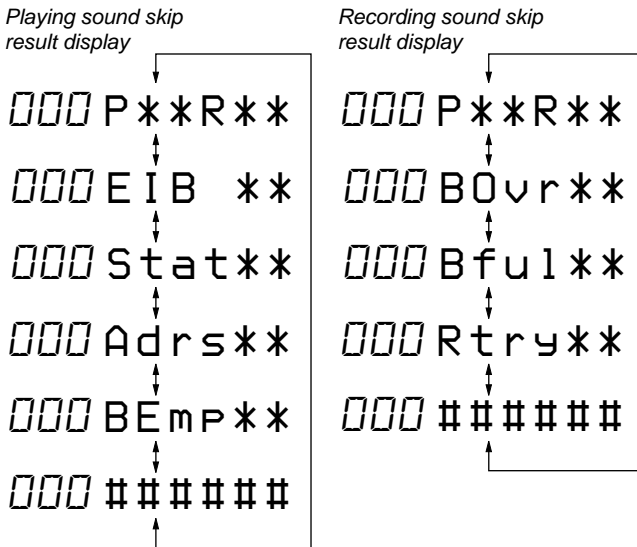 Playing sound skip
result display
000 P**R**
000 EIB **
000 Stat**
000 Adrs**
000 BEmp**
000 ######
Recording sound skip
result display
000 P**R**
000 BOvr**
000 Bful**
000 Rtry**
000 ######